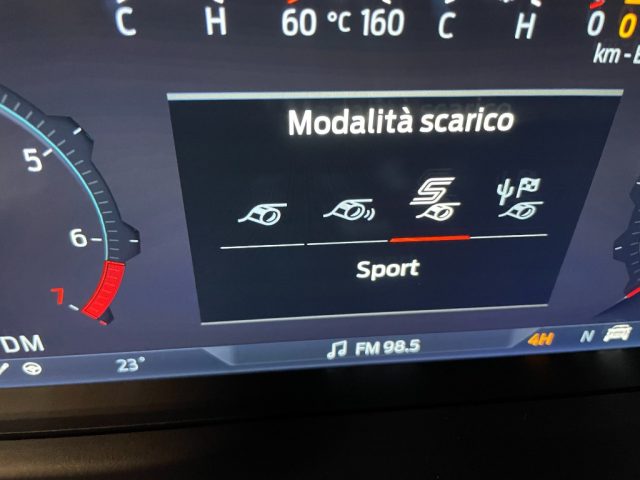 C H 60 °C 160 C H 0 0
km -
Modalità scarico
5
6
S
7
Sport
DM
23° FM 98.5 4H N